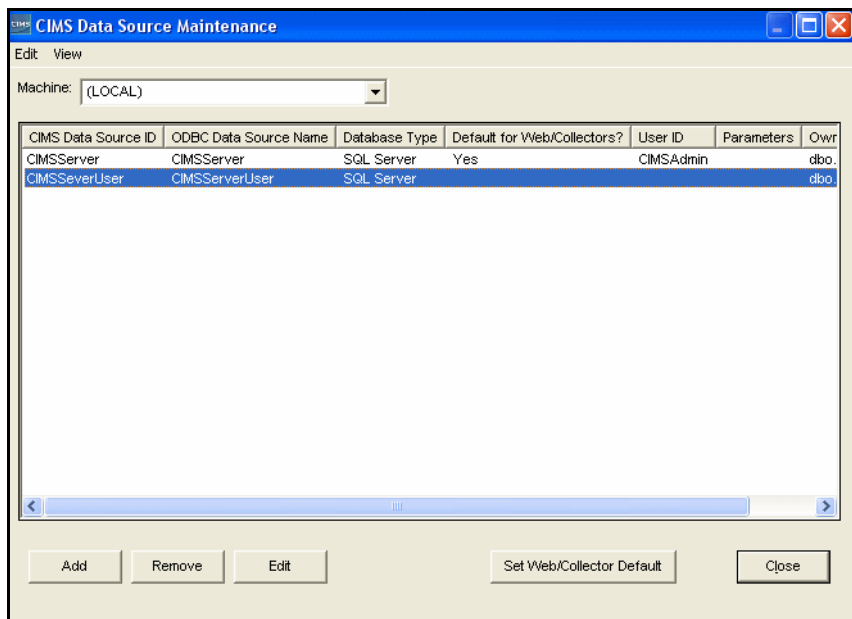 CIMS CIMS Data Source Maintenance
Edit View
Machine: (LOCAL)
CIMS Data Source ID ODBC Data Source Name Database Type Default for Web/Collectors? User ID Parameters Owr
CIMSServer CIMSServer SQL Server Yes CIMSAdmin dbo.
CIMSSeverUser CIMSServerUser SQL Server dbo.
Add Remove Edit Set Web/Collector Default Close